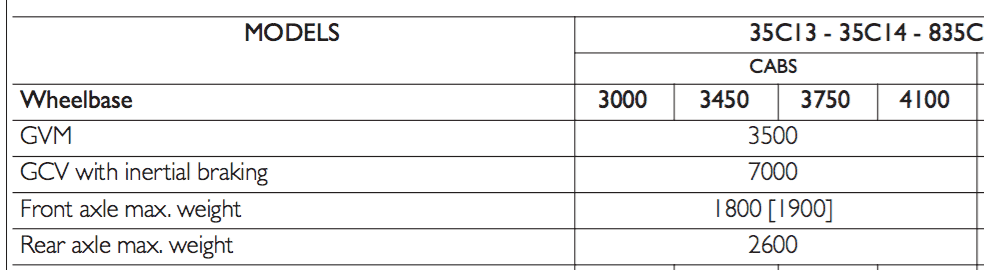 MODELS 35C13 - 35C14 - 835C
CABS
Wheelbase 3000 3450 3750 4100
GVM 3500
GCV with inertial braking 7000
Front axle max. weight 1800 [1900]
Rear axle max. weight 2600